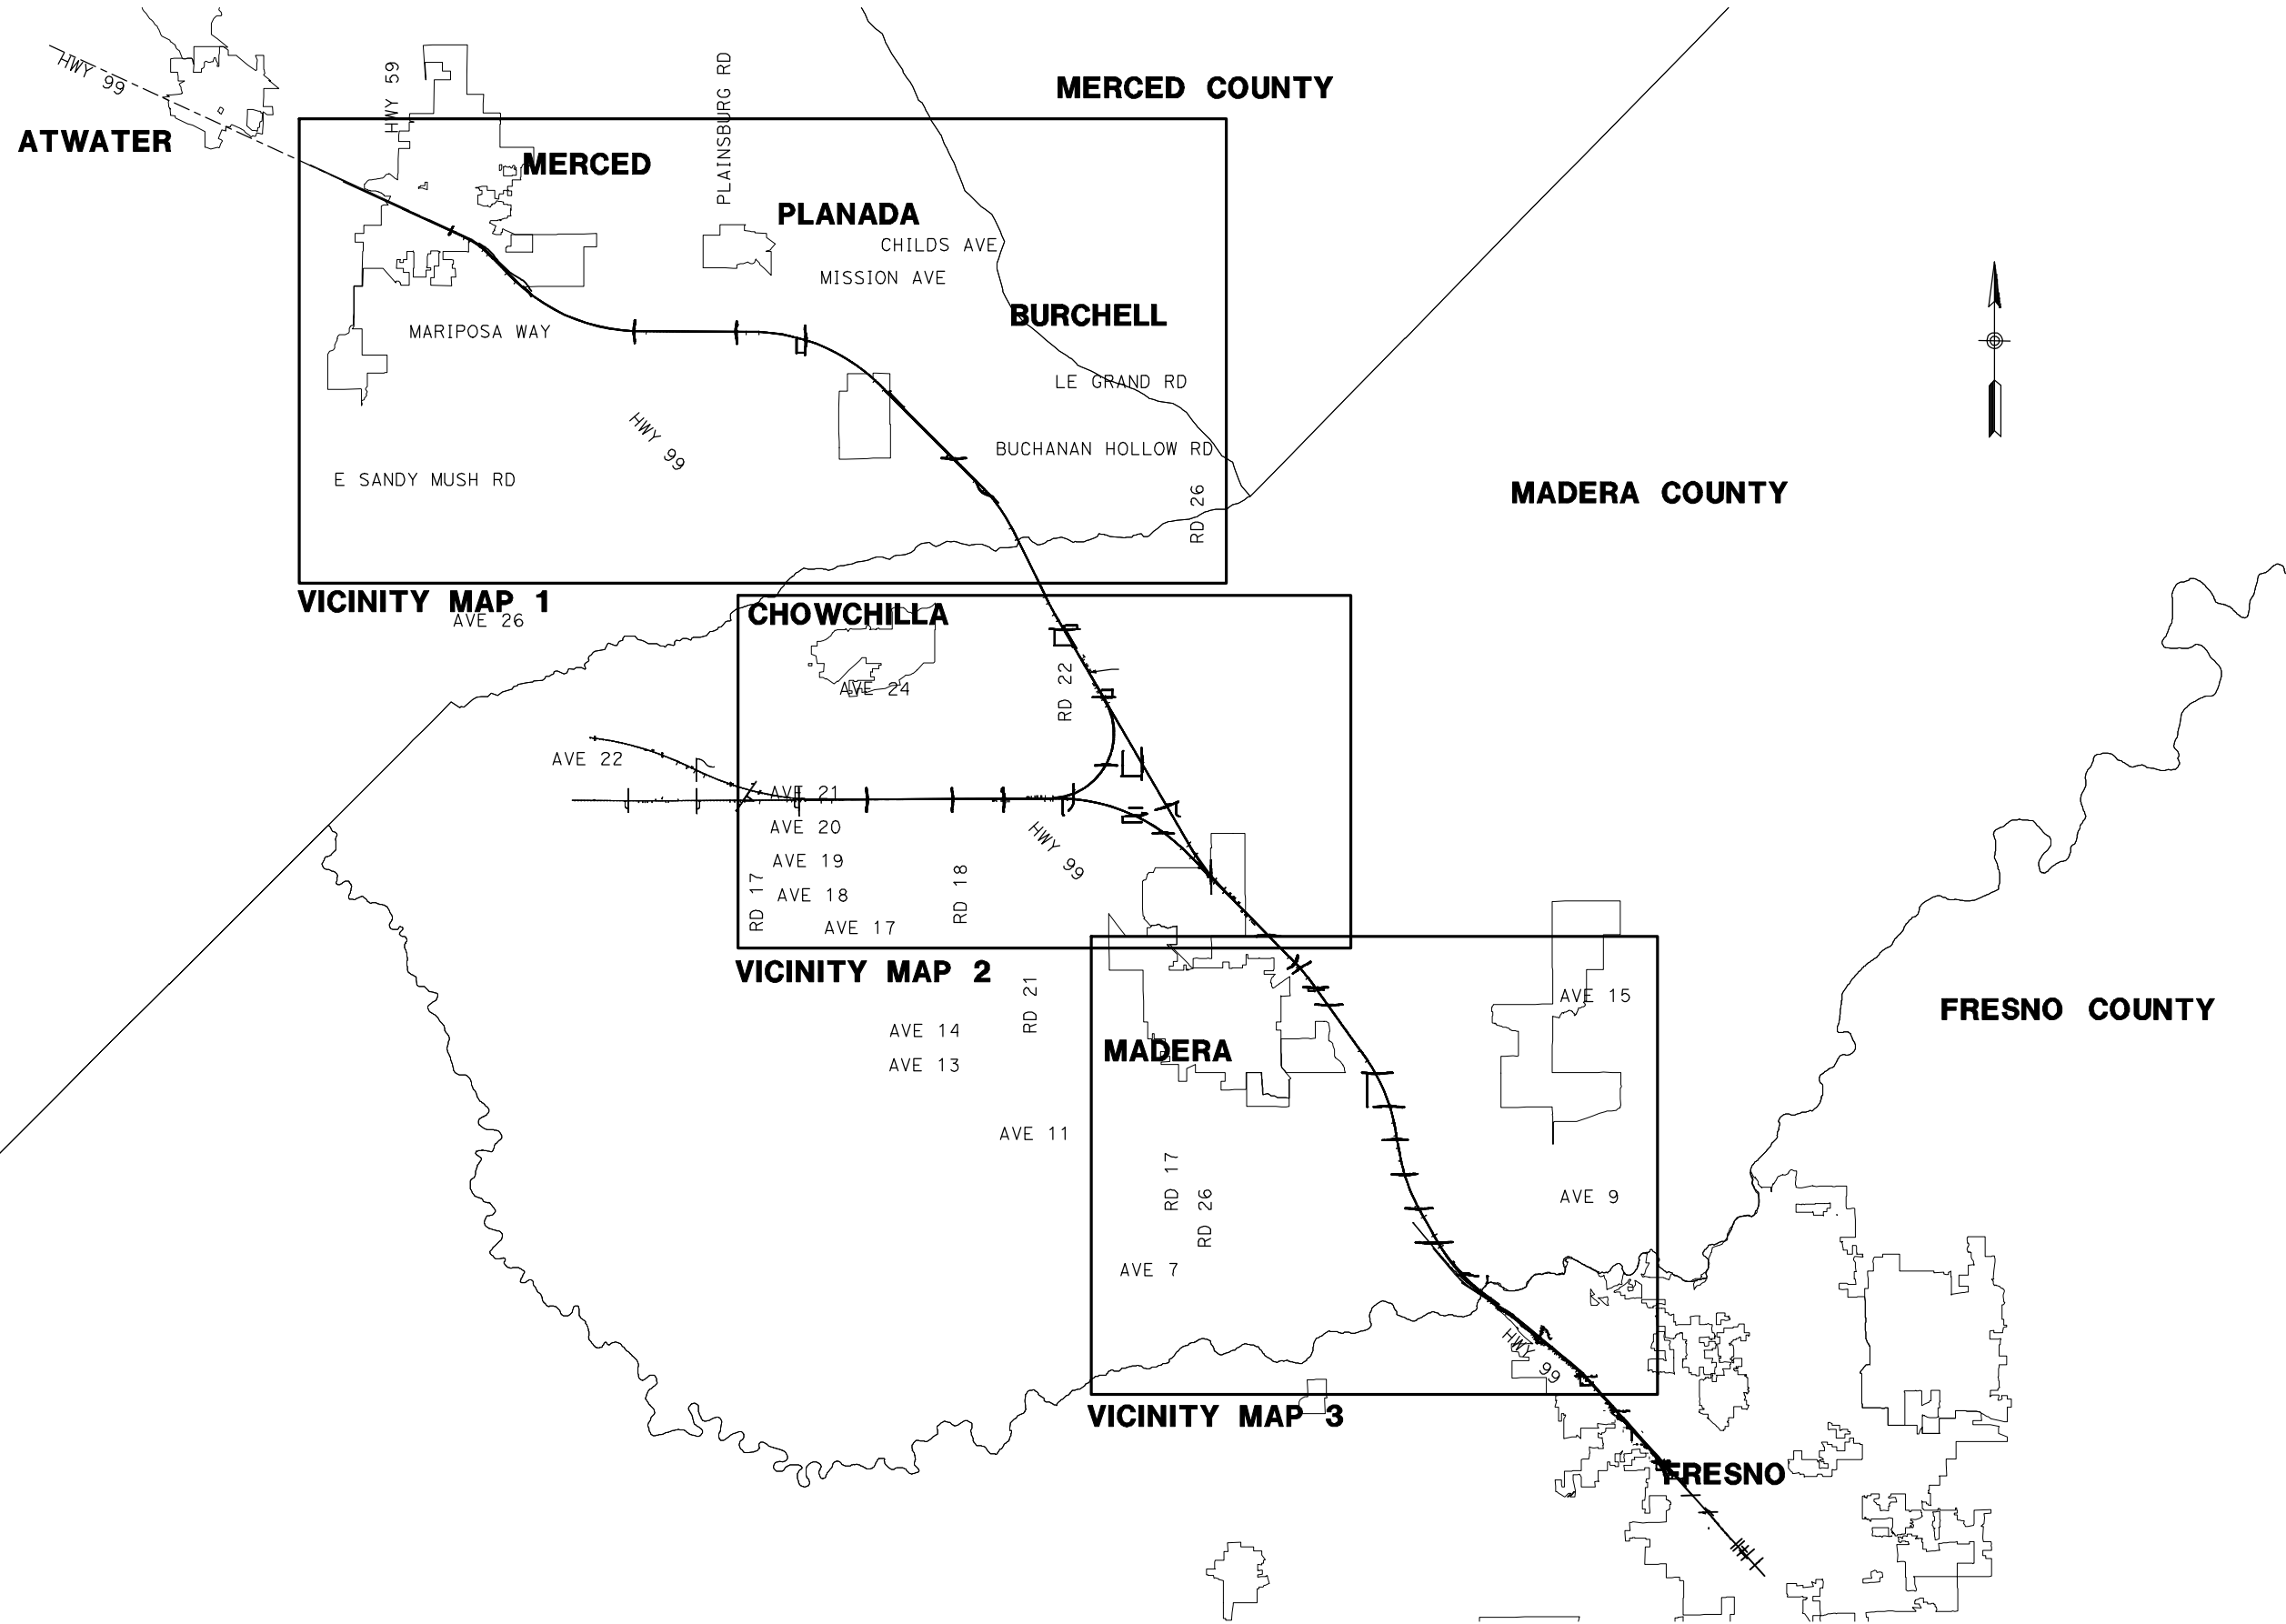 HWY 99
HWY 59
PLAINSBURG RD
MERCED COUNTY
ATWATER
MERCED
PLANADA
CHILDS AVE
MISSION AVE
BURCHELL
MARIPOSA WAY
LE GRAND RD
HWY 99
BUCHANAN HOLLOW RD
E SANDY MUSH RD
RD 26
MADERA COUNTY
VICINITY MAP 1
AVE 26
CHOWCHILLA
AVE 24
RD 22
AVE 22
AVE 21
AVE 20
HWY 99
AVE 19
RD 17
AVE 18
RD 18
AVE 17
VICINITY MAP 2
RD 21
AVE 15
FRESNO COUNTY
AVE 14
MADERA
AVE 13
AVE 11
RD 17
RD 26
AVE 9
AVE 7
HWY 99
VICINITY MAP 3
FRESNO